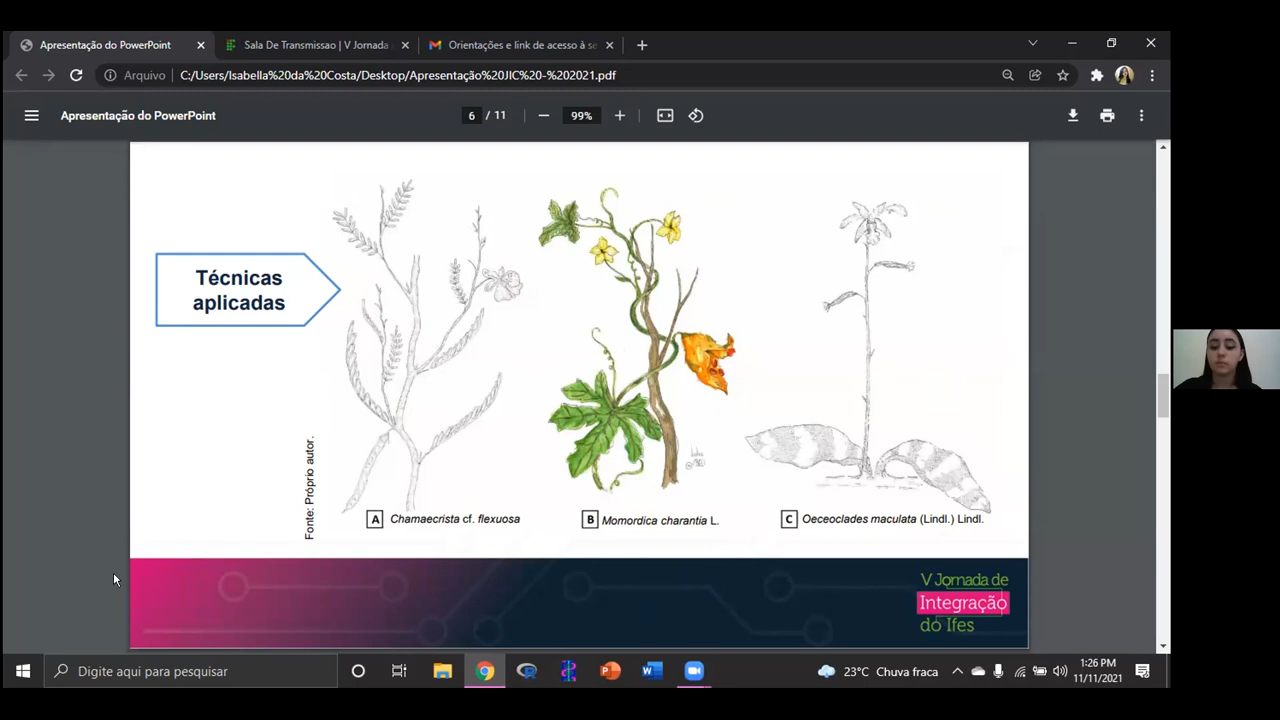 Apresentação do PowerPoint
Sala De Transmissao | V Jornada
Orientações e link de acesso à se
Arquivo
C:/Users/Isabella%20da%20Costa/Desktop/Apresentação%20JIC%20-%202021.pdf
Apresentação do PowerPoint
6 / 11
99%
Técnicas
aplicadas
Fonte: Próprio autor.
A Chamaecrista cf. flexuosa
B Momordica charantia L.
C Oeceoclades maculata (Lindl.) Lindl.
V Jornada de
Integração
do Ifes
Digite aqui para pesquisar
23°C Chuva fraca
1:26 PM
11/11/2021